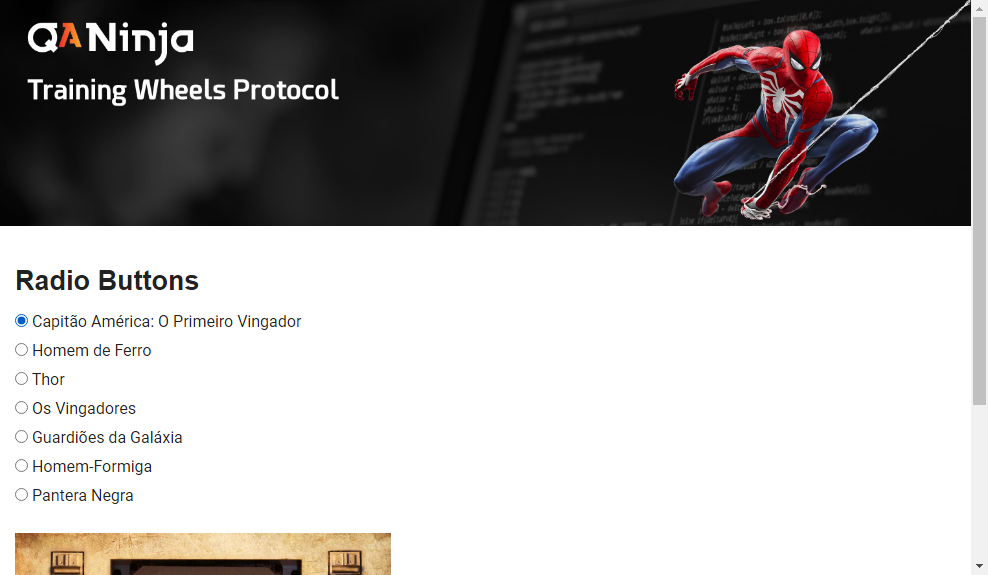 QANinja
Training Wheels Protocol
Radio Buttons
Capitão América: O Primeiro Vingador
Homem de Ferro
Thor
Os Vingadores
Guardiões da Galáxia
Homem-Formiga
Pantera Negra